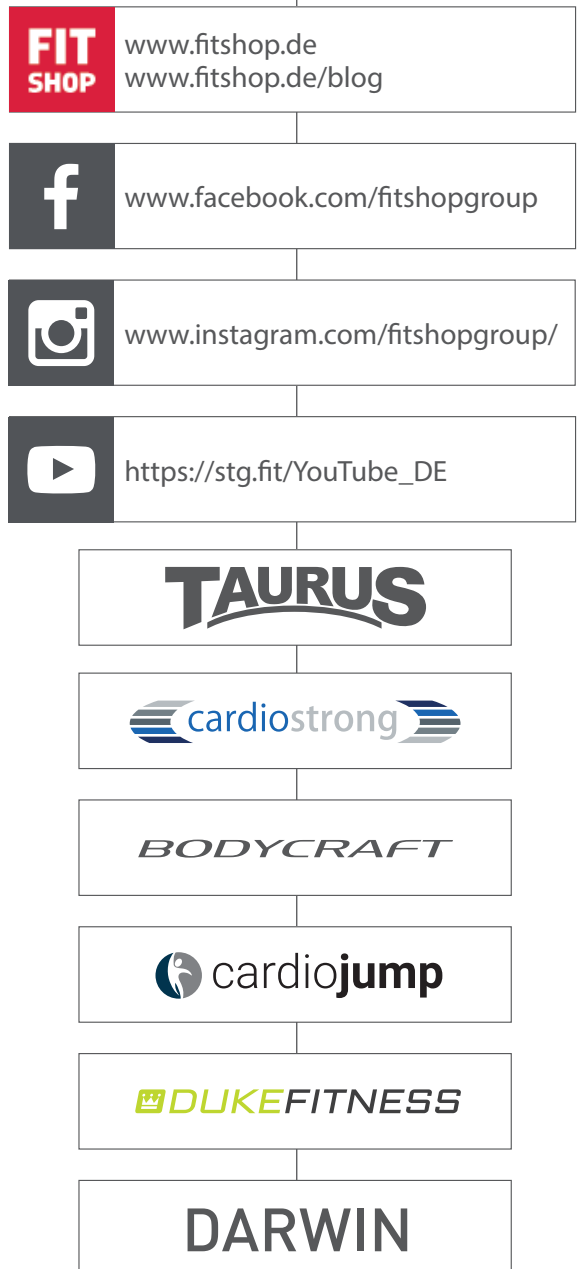 FIT
SHOP
www.fitshop.de
www.fitshop.de/blog
f
www.facebook.com/fitshopgroup
www.instagram.com/fitshopgroup/
https://stg.fit/YouTube_DE
TAURUS
cardiostrong
BODYCRAFT
cardiojump
DUKEFITNESS
DARWIN